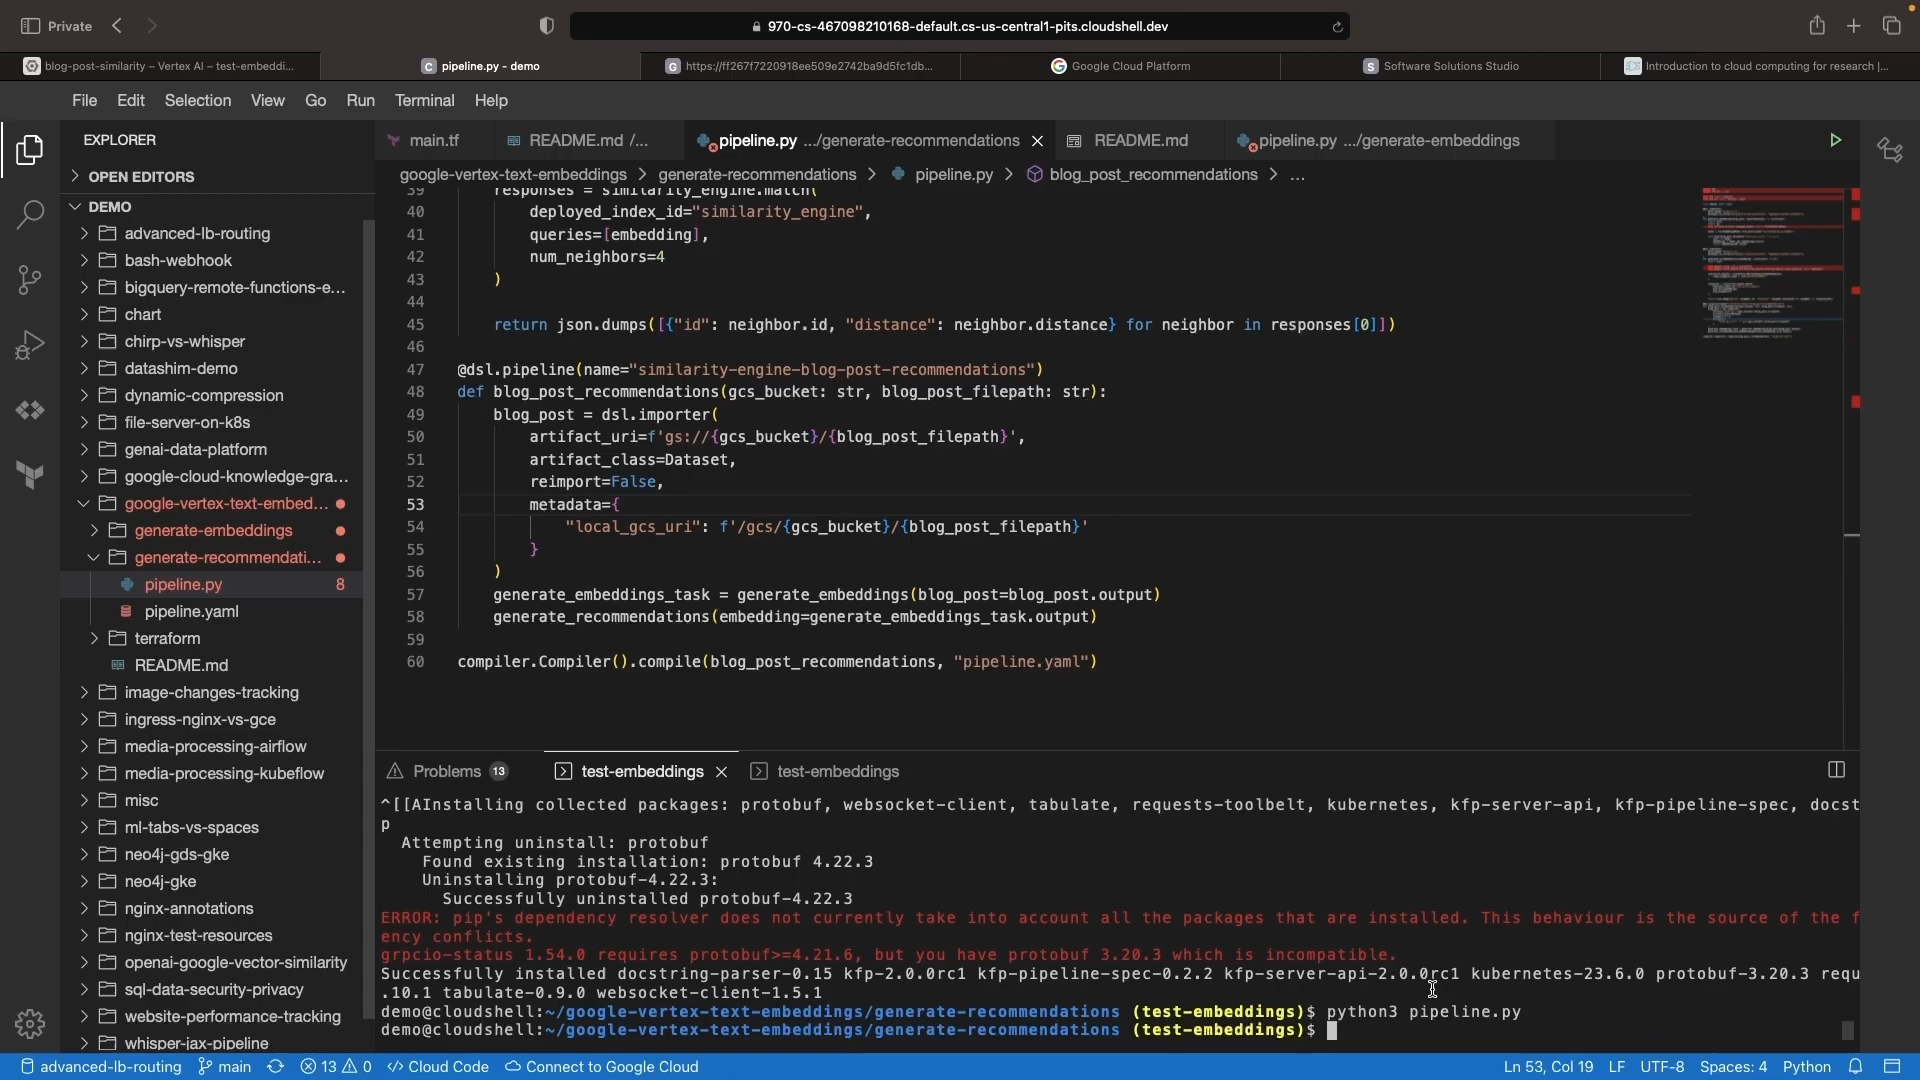 Private
970-cs-467098210168-default.cs-us-central1-pits.cloudshell.dev
blog-post-similarity – Vertex AI – test-embeddi...
pipeline.py - demo
https://ff267f7220918ee509e2742ba9d5fc1db...
Google Cloud Platform
Software Solutions Studio
Introduction to cloud computing for research |...
File Edit Selection View Go Run Terminal Help
EXPLORER
OPEN EDITORS
DEMO
advanced-lb-routing
bash-webhook
bigquery-remote-functions-e...
chart
chirp-vs-whisper
datashim-demo
dynamic-compression
file-server-on-k8s
genai-data-platform
google-cloud-knowledge-gra...
google-vertex-text-embed...
generate-embeddings
generate-recommendati...
pipeline.py 8
pipeline.yaml
terraform
README.md
image-changes-tracking
ingress-nginx-vs-gce
media-processing-airflow
media-processing-kubeflow
misc
ml-tabs-vs-spaces
neo4j-gds-gke
neo4j-gke
nginx-annotations
nginx-test-resources
openai-google-vector-similarity
sql-data-security-privacy
website-performance-tracking
whisper-jax-pipeline
main.tf
README.md /...
pipeline.py .../generate-recommendations
README.md
pipeline.py .../generate-embeddings
google-vertex-text-embeddings > generate-recommendations > pipeline.py > blog_post_recommendations > ...
39 responses = similarity_engine.match(
40 deployed_index_id="similarity_engine",
41 queries=[embedding],
42 num_neighbors=4
43 )
44
45 return json.dumps([{"id": neighbor.id, "distance": neighbor.distance} for neighbor in responses[0]])
46
47 @dsl.pipeline(name="similarity-engine-blog-post-recommendations")
48 def blog_post_recommendations(gcs_bucket: str, blog_post_filepath: str):
49 blog_post = dsl.importer(
50 artifact_uri=f'gs://{gcs_bucket}/{blog_post_filepath}',
51 artifact_class=Dataset,
52 reimport=False,
53 metadata={
54 "local_gcs_uri": f'/gcs/{gcs_bucket}/{blog_post_filepath}'
55 }
56 )
57 generate_embeddings_task = generate_embeddings(blog_post=blog_post.output)
58 generate_recommendations(embedding=generate_embeddings_task.output)
59
60 compiler.Compiler().compile(blog_post_recommendations, "pipeline.yaml")
Problems 13
test-embeddings
test-embeddings
^[[AInstalling collected packages: protobuf, websocket-client, tabulate, requests-toolbelt, kubernetes, kfp-server-api, kfp-pipeline-spec, docst
p
Attempting uninstall: protobuf
Found existing installation: protobuf 4.22.3
Uninstalling protobuf-4.22.3:
Successfully uninstalled protobuf-4.22.3
ERROR: pip's dependency resolver does not currently take into account all the packages that are installed. This behaviour is the source of the f
ency conflicts.
grpcio-status 1.54.0 requires protobuf>=4.21.6, but you have protobuf 3.20.3 which is incompatible.
Successfully installed docstring-parser-0.15 kfp-2.0.0rc1 kfp-pipeline-spec-0.2.2 kfp-server-api-2.0.0rc1 kubernetes-23.6.0 protobuf-3.20.3 requ
.10.1 tabulate-0.9.0 websocket-client-1.5.1
demo@cloudshell:~/google-vertex-text-embeddings/generate-recommendations (test-embeddings)$ python3 pipeline.py
demo@cloudshell:~/google-vertex-text-embeddings/generate-recommendations (test-embeddings)$
advanced-lb-routing main 13 0 Cloud Code Connect to Google Cloud
Ln 53, Col 19 LF UTF-8 Spaces: 4 Python